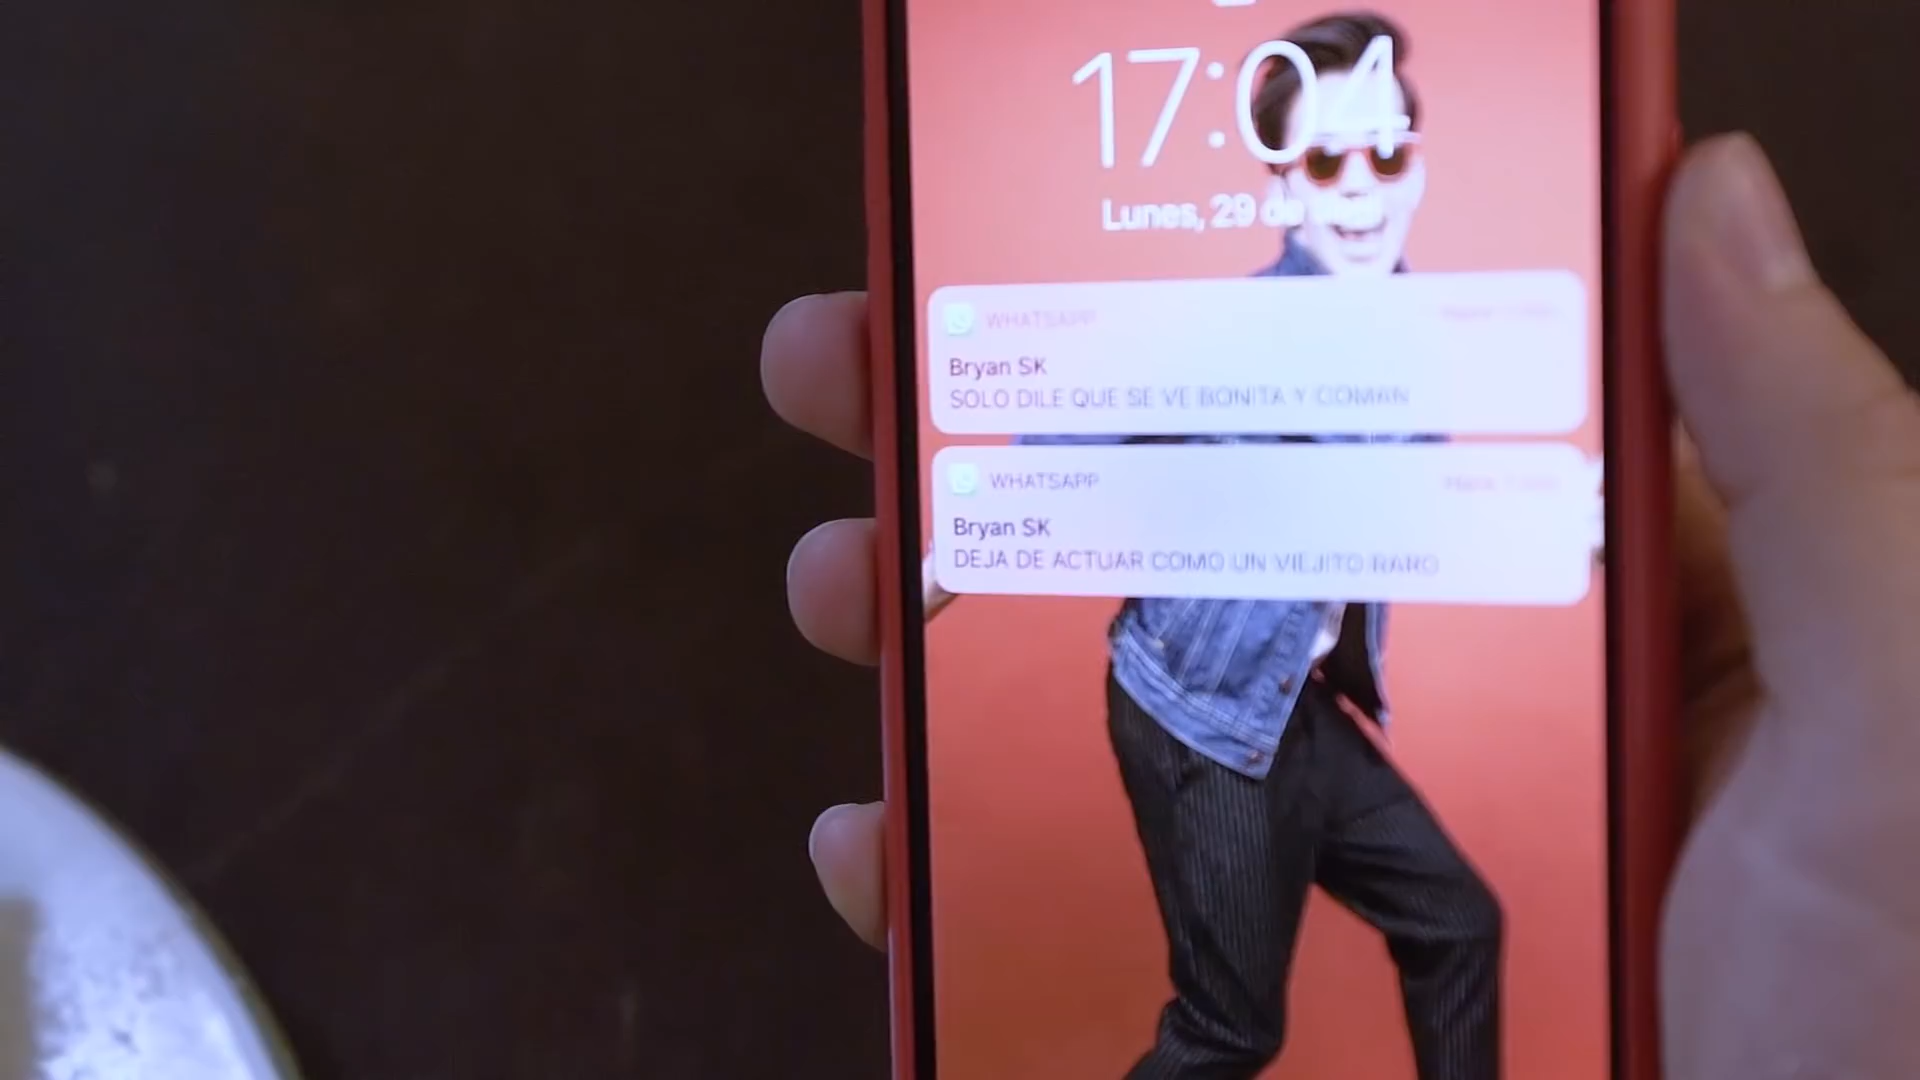 17:04
Lunes, 29 de
WHATSAPP
Bryan SK
SOLO DILE QUE SE VE BONITA Y COMAN
WHATSAPP
Bryan SK
DEJA DE ACTUAR COMO UN VIEJITO RARO